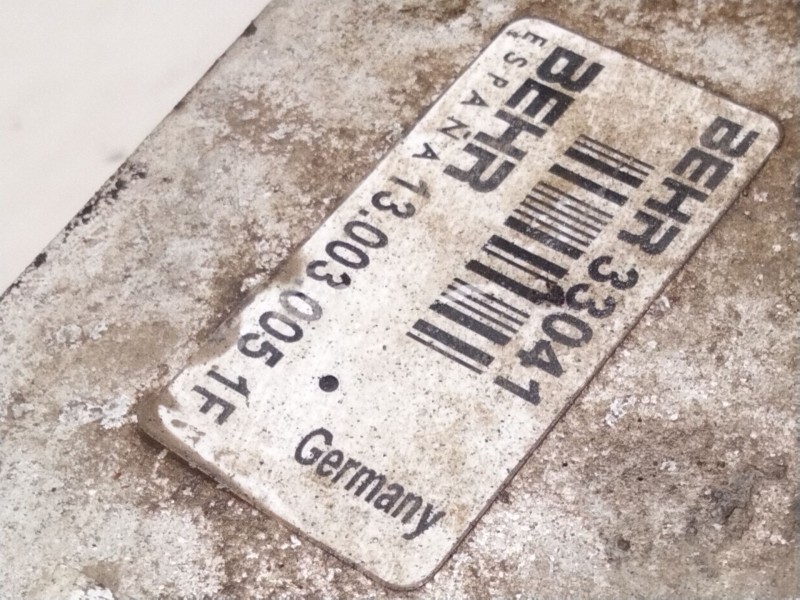 BEHR 33041
BEHR
ESPAÑA 13.003.005 1F
Germany